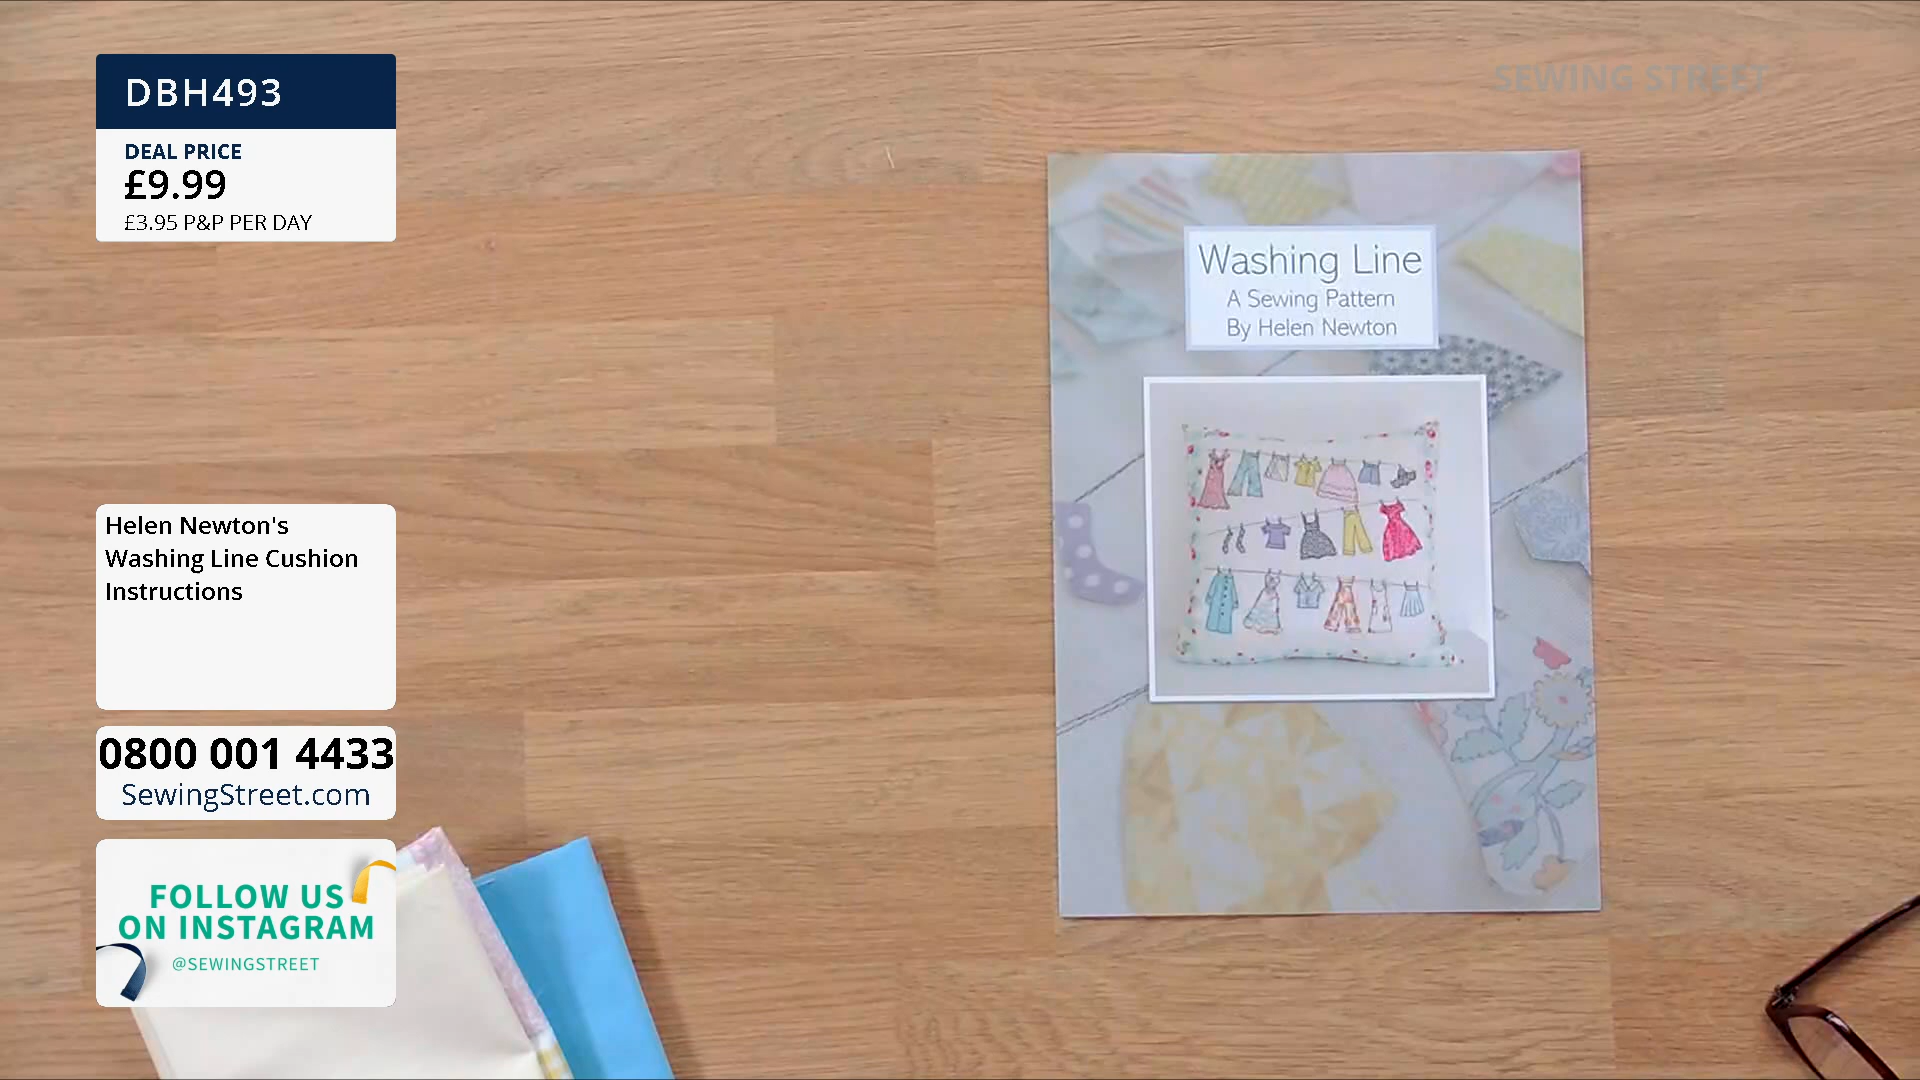 DBH493
DEAL PRICE
£9.99
£3.95 P&P PER DAY
SEWING STREET
Washing Line
A Sewing Pattern
By Helen Newton
Helen Newton's
Washing Line Cushion
Instructions
0800 001 4433
SewingStreet.com
FOLLOW US
ON INSTAGRAM
@SEWINGSTREET